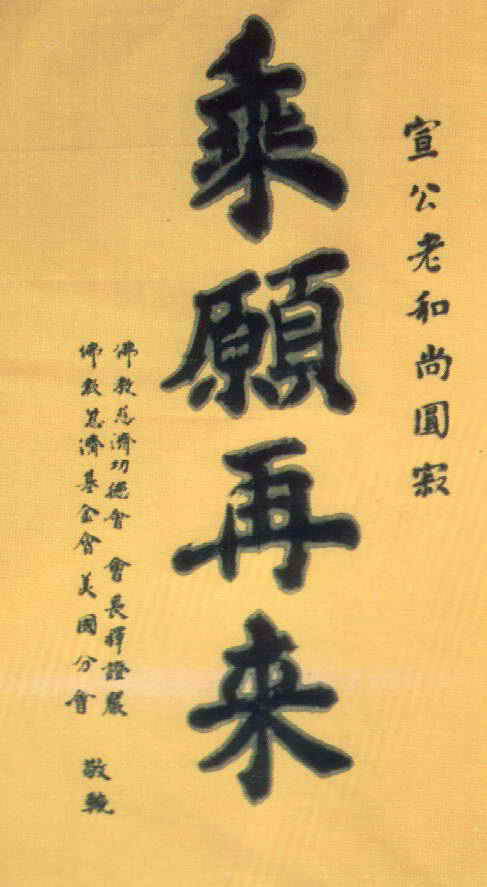 宣公老和尚圓寂
乘願再来
佛教慈濟功德會 會長釋證嚴
佛教慈濟基金會美國分會
敬輓